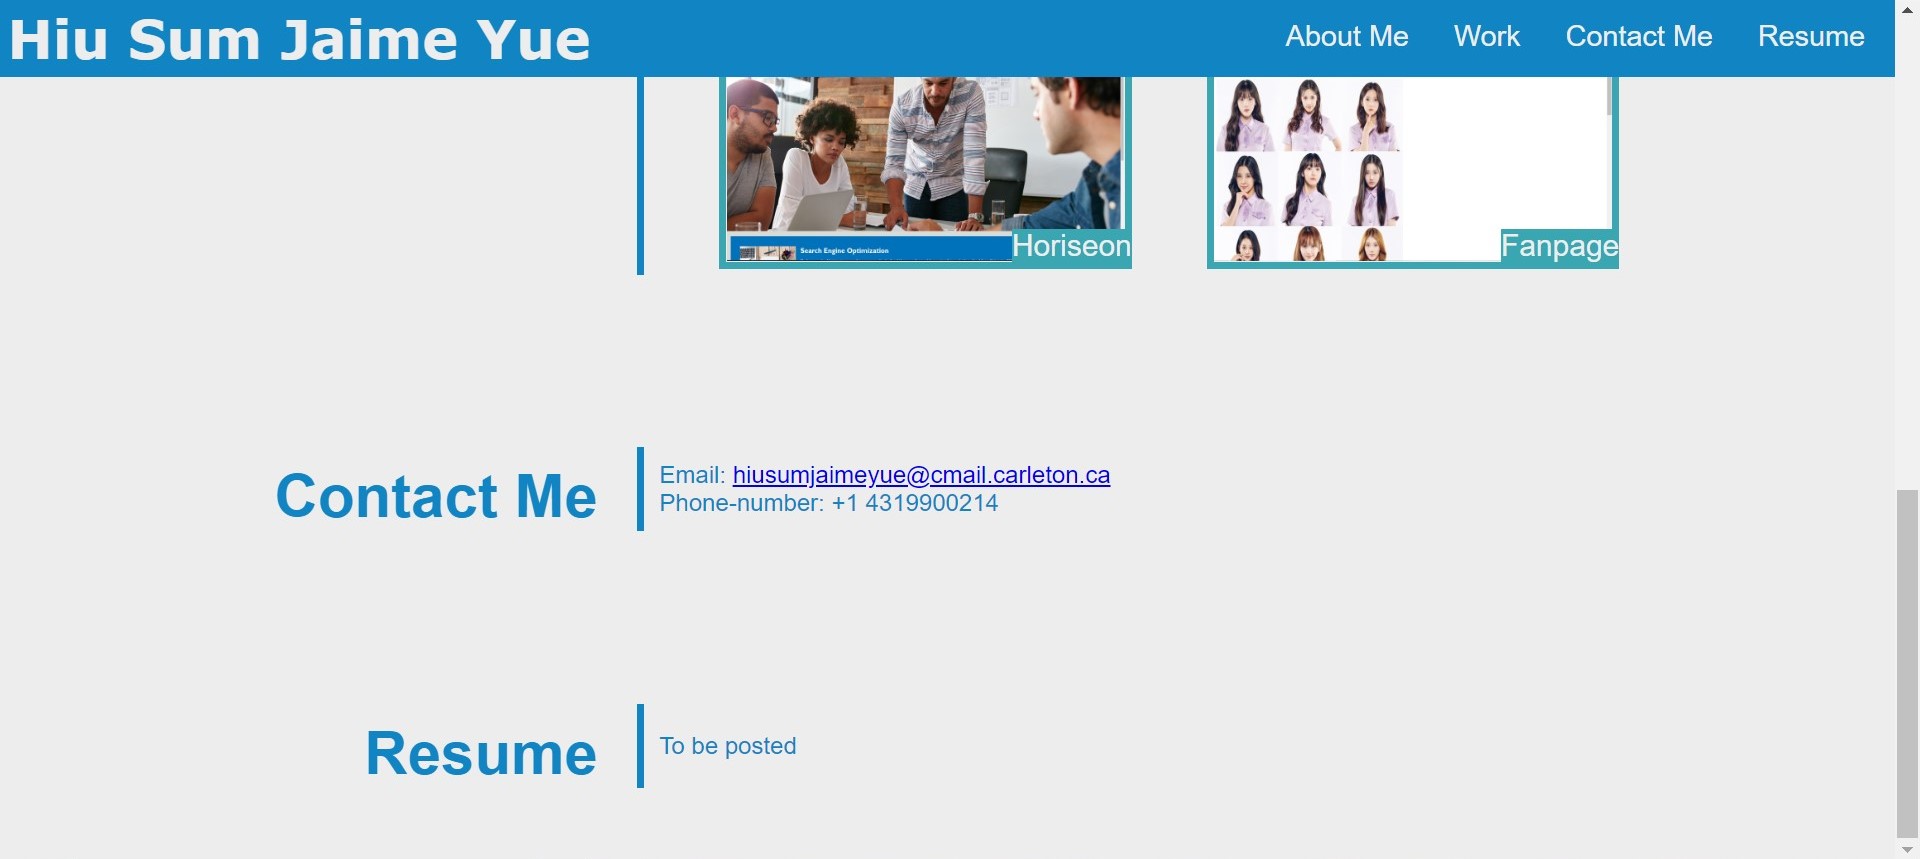 Hiu Sum Jaime Yue
About Me Work Contact Me Resume
Search Engine Optimization
Horiseon
Fanpage
Contact Me
Email: hiusumjaimeyue@cmail.carleton.ca
Phone-number: +1 4319900214
Resume
To be posted